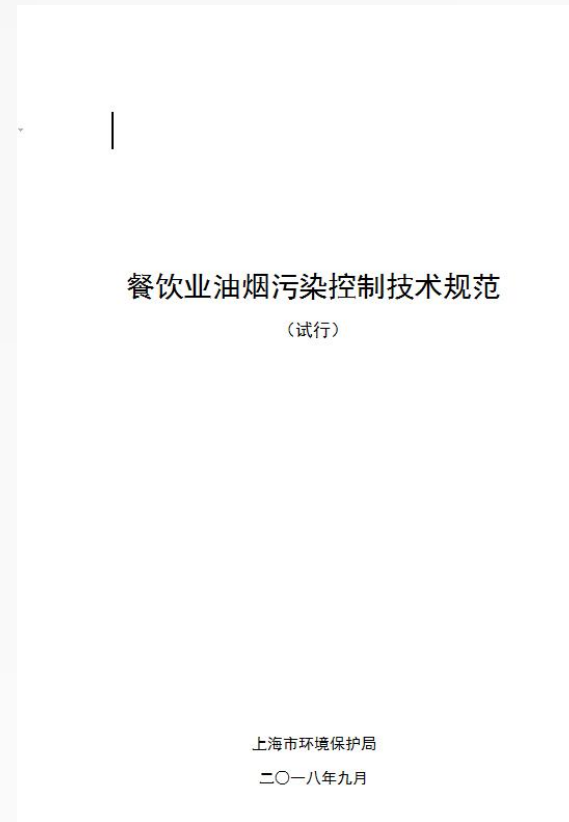 餐饮业油烟污染控制技术规范
（试行）
上海市环境保护局
二〇一八年九月